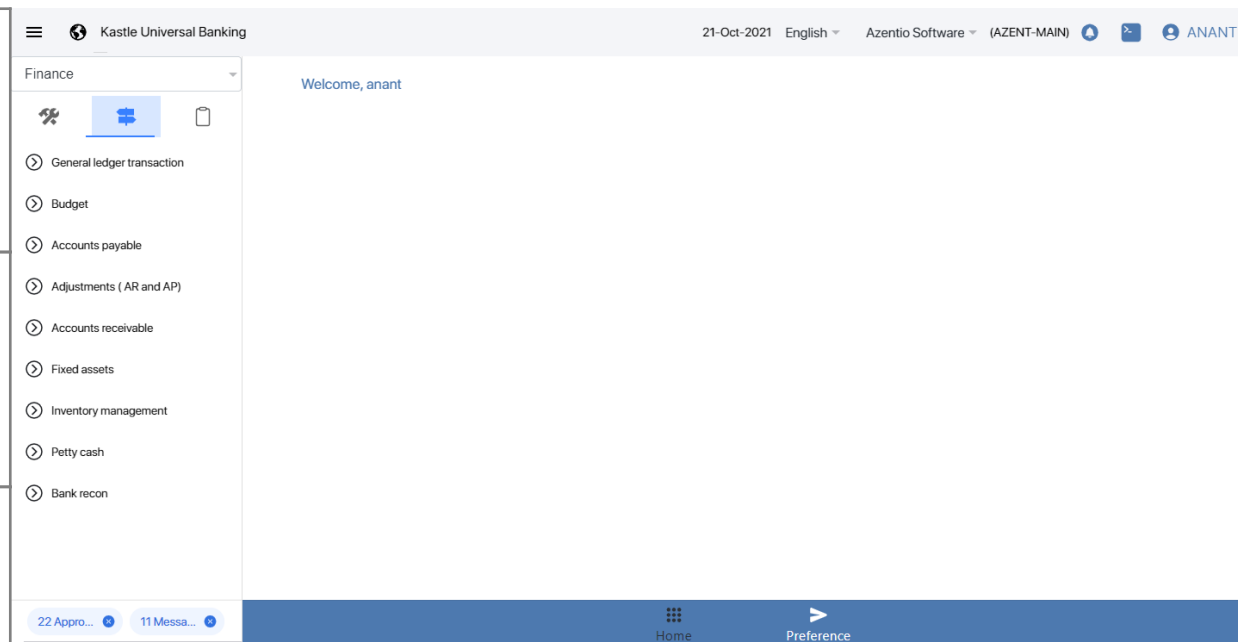 Kastle Universal Banking 21-Oct-2021 English Azentio Software (AZENT-MAIN) ANANT
Finance
Welcome, anant
General ledger transaction
Budget
Accounts payable
Adjustments ( AR and AP)
Accounts receivable
Fixed assets
Inventory management
Petty cash
Bank recon
22 Appro... 11 Messa... Home Preference